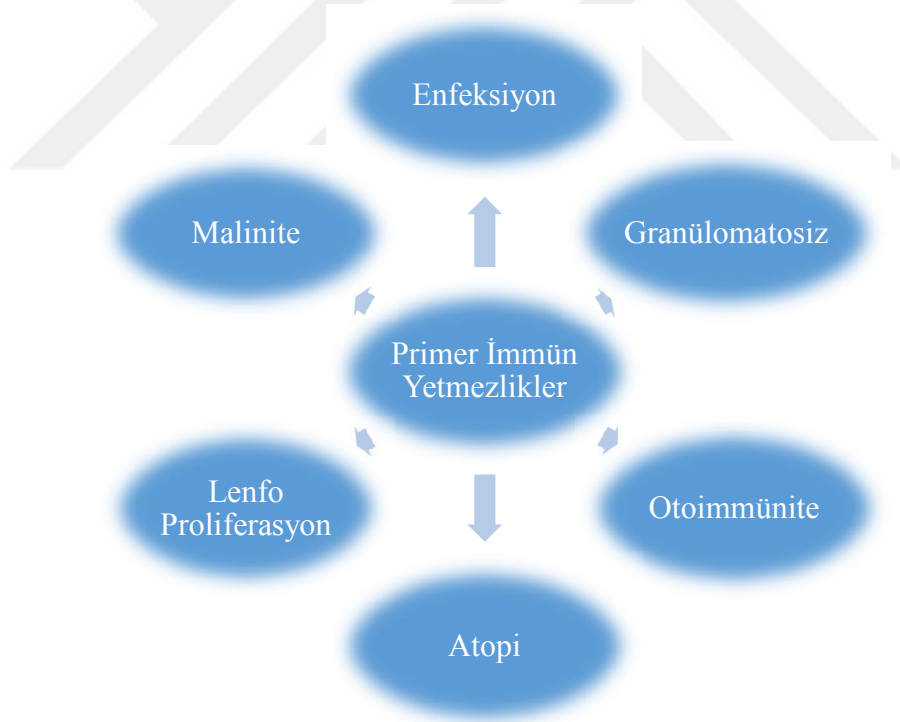 Enfeksiyon
Malinite
Granülomatosiz
Primer İmmün
Yetmezlikler
Lenfo
Proliferasyon
Otoimmünite
Atopi